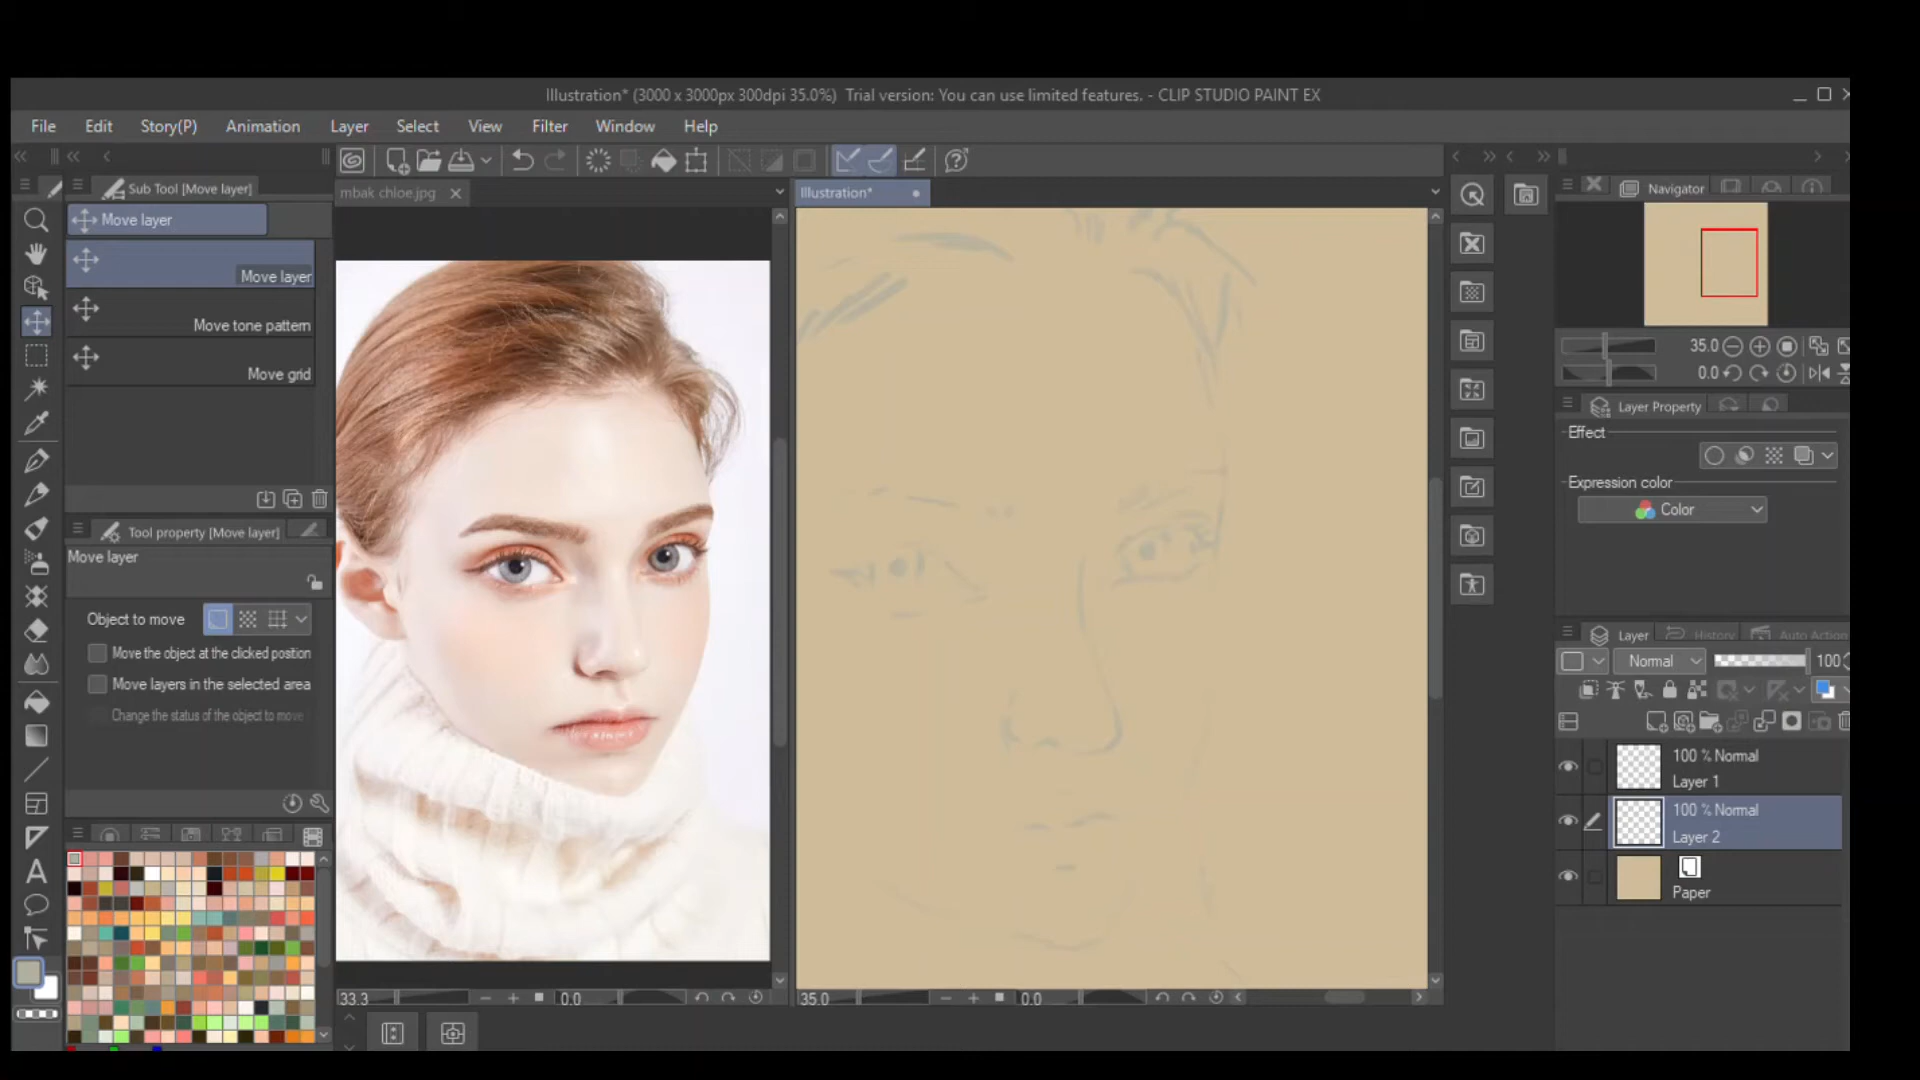 Illustration* (3000 x 3000px 300dpi 35.0%)  Trial version: You can use limited features. - CLIP STUDIO PAINT EX
File Edit Story(P) Animation Layer Select View Filter Window Help
Sub Tool [Move layer]
Move layer
Move layer
Move tone pattern
Move grid
Tool property [Move layer]
Move layer
Object to move
Move the object at the clicked position
Move layers in the selected area
Change the status of the object to move
mbak chloe.jpg
33.3
0.0
Illustration*
35.0
0.0
Navigator
35.0
0.0
Layer Property
Effect
Expression color
Color
Layer
History
Auto Action
Normal
100
100 % Normal
Layer 1
100 % Normal
Layer 2
Paper